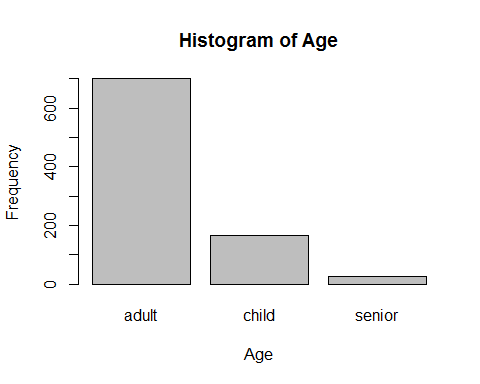 Histogram of Age
Frequency
600
400
200
0
adult child senior
Age